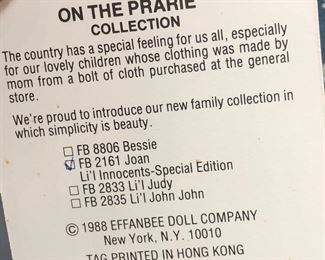 ON THE PRARIE
COLLECTION
The country has a special feeling for us all, especially
for our lovely children whose clothing was made by
mom from a bolt of cloth purchased at the general
store.
We're proud to introduce our new family collection in
which simplicity is beauty.
FB 8806 Bessie
FB 2161 Joan
Li'l Innocents-Special Edition
FB 2833 Li'l Judy
FB 2835 Li'l John John
© 1988 EFFANBEE DOLL COMPANY
New York, N.Y. 10010
TAG PRINTED IN HONG KONG